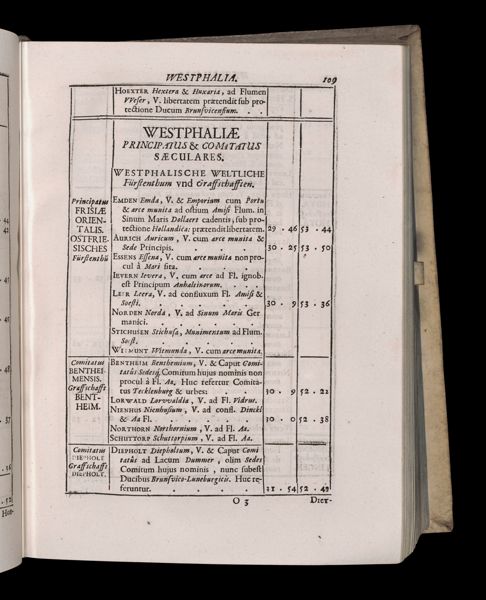 WESTPHALIA. 109
HOEXTER Hextera & Huxaria, ad Flumen
VVeser, V. libertatem prætendit sub pro-
tectione Ducum Brunsvicensium. . .
WESTPHALIÆ
PRINCIPATUS & COMITATUS
SÆCULARES.
WESTPHALISCHE WELTLICHE
Fürstenthum vnd Graffschafften.
Principatus
FRISIÆ
ORIEN-
TALIS.
OSTFRIE-
SISCHES
Fürstenthū
EMDEN Emda, V. & Emporium cum Portu
& arce munita ad ostium Amisi Flum. in
Sinum Maris Dollaert cadentis, sub pro-
tectione Hollandica: prætendit libertatem. 29 . 46 53 . 44
AURICH Auricum, V. cum arce munita &
Sede Principis. . . . . 30 . 25 53 . 50
ESSENS Essena, V. cum arce munita non pro-
cul à Mari sita. . . . .
IEVERN Ievera, V. cum arce ad Fl. ignob.
est Principum Anhaltinorum. . . .
LEER Leera, V. ad confluxum Fl. Amisi &
Soesti. . . . . 30 . 9 53 . 36
NORDEN Norda, V. ad Sinum Maris Ger
manici. . . . .
STICHUSEN Stichusa, Munimentum ad Flum.
Soest. . . . .
WITMUNT Witmunda, V. cum arce munita.
Comitatus
BENTHEI-
MENSIS.
Graffschafft
BENT-
HEIM.
BENTHEIM Benthemium, V. & Caput Comi-
tatûs Sedesq; Comitum hujus nominis non
procul à Fl. Aa, Huc refertur Comita-
tus Tecklenburg & urbes: . . 30 . 9 52 . 22
LORWALD Lorvvaldia, V. ad Fl. Vidrus.
NIENHUS Nienhusium, V. ad confl. Dinckl
& Aa Fl. . . . . 30 . 0 52 . 38
NORTHORN Northornium, V. ad Fl. Aa.
SCHUTTORP Schuttorpium, V. ad Fl. Aa.
Comitatus
DIEPHOLT
Graffschafft
DIEPHOLT.
DIEPHOLT Diepholtum, V. & Caput Comi
tatûs ad Lacum Dummer, olim Sedes
Comitum hujus nominis, nunc subest
Ducibus Brunsvico-Luneburgicis. Huc re-
feruntur. . . . . 31 . 54 52 . 42
O 3 Diet-